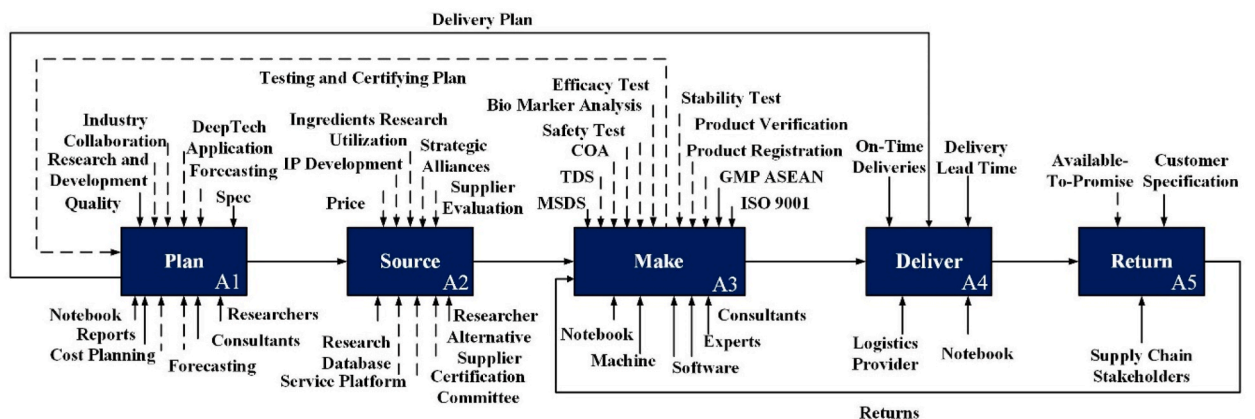 Delivery Plan
Testing and Certifying Plan
Industry
Collaboration
Research and
Development
Quality
DeepTech
Application
Forccasting
Spec
Ingredients Research
Utilization
IP Development
Price
Strategic
Alliances
Supplier
Evaluation
Efficacy Test
Bio Marker Analysis
Safety Test
COA
TDS
MSDS
Stability Test
Product Verification
Product Registration
GMP ASEAN
ISO 9001
On-Time
Deliveries
Delivery
Lead Time
Available-
To-Promise
Customer
Specification
Plan
A1
Source
A2
Make
A3
Deliver
A4
Return
A5
Notebook
Reports
Cost Planning
Forecasting
Researchers
Consultants
Research
Database
Service Platform
Researcher
Alternative
Supplier
Certification
Committee
Notebook
Machine
Software
Experts
Consultants
Logistics
Provider
Notebook
Supply Chain
Stakeholders
Returns